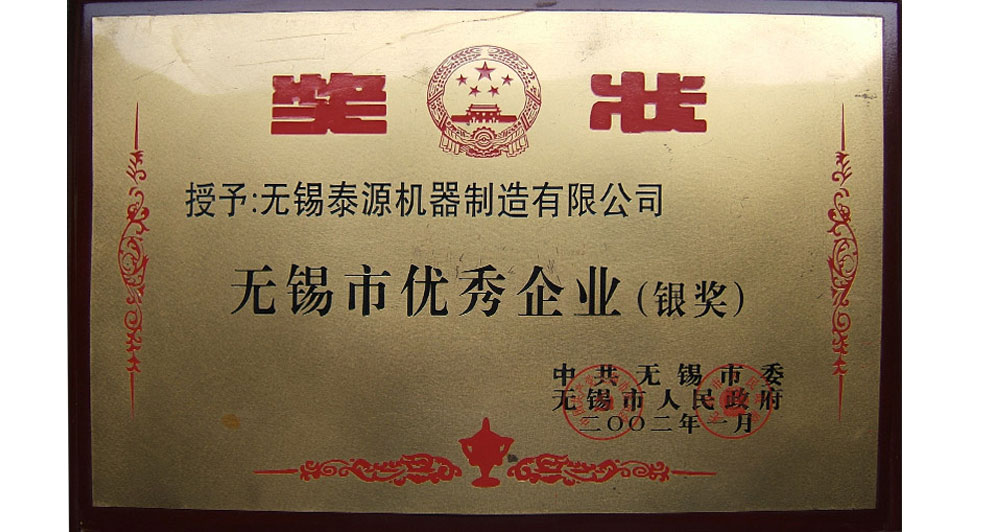 奖状
授予:无锡泰源机器制造有限公司
无锡市优秀企业(银奖)
中共无锡市委
无锡市人民政府
二〇〇二年一月